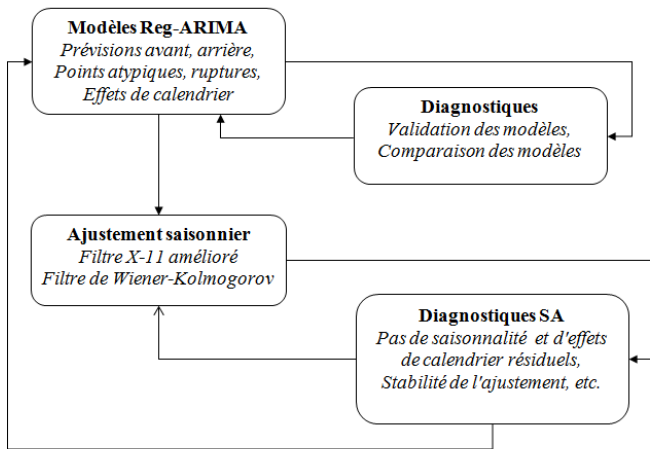 Modèles Reg-ARIMA
Prévisions avant, arrière,
Points atypiques, ruptures,
Effets de calendrier
Diagnostiques
Validation des modèles,
Comparaison des modèles
Ajustement saisonnier
Filtre X-11 amélioré
Filtre de Wiener-Kolmogorov
Diagnostiques SA
Pas de saisonnalité et d'effets
de calendrier résiduels,
Stabilité de l'ajustement, etc.